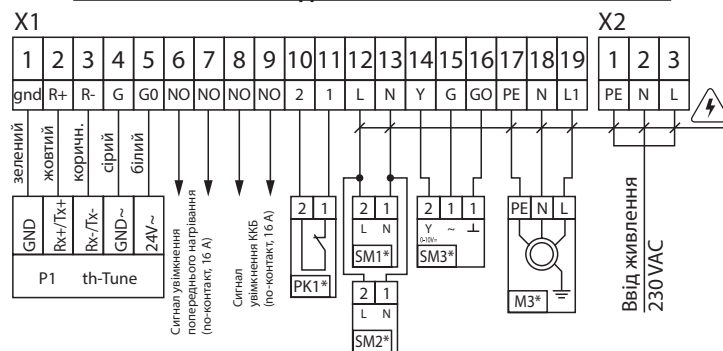 X1
X2
1 2 3 4 5 6 7 8 9 10 11 12 13 14 15 16 17 18 19
1 2 3
gnd R+ R- G G0 NO NO NO NO 2 1 L N Y G GO PE N L1
PE N L
зелений
жовтий
коричн.
сірий
білий
GND
Rx+/Tx+
Rx-/Tx-
GND~
24V~
P1 th-Tune
Сигнал увімкнення
попереднього нагрівання
(no-контакт, 16 А)
Сигнал
увімкнення ККБ
(no-контакт, 16 А)
2 1
PK1*
2 1
L N
SM1*
2 1
L N
SM2*
2 1 1
Y ~ ⊥
0-10V=
SM3*
PE N L
M3*
Ввід живлення
230 VAC